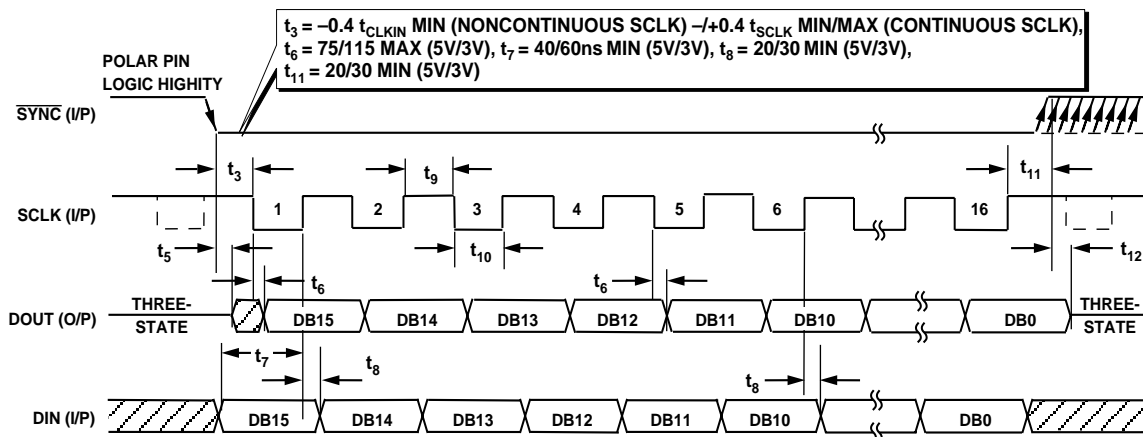 t3 = –0.4 tCLKIN MIN (NONCONTINUOUS SCLK) –/+0.4 tSCLK MIN/MAX (CONTINUOUS SCLK),
t6 = 75/115 MAX (5V/3V), t7 = 40/60ns MIN (5V/3V), t8 = 20/30 MIN (5V/3V),
t11 = 20/30 MIN (5V/3V)
POLAR PIN
LOGIC HIGHITY
SYNC (I/P)
t3
t9
t11
SCLK (I/P)
1
2
3
4
5
6
16
t5
t10
t12
t6
t6
THREE-
STATE
DOUT (O/P)
DB15
DB14
DB13
DB12
DB11
DB10
DB0
THREE-
STATE
t7
t8
t8
DIN (I/P)
DB15
DB14
DB13
DB12
DB11
DB10
DB0